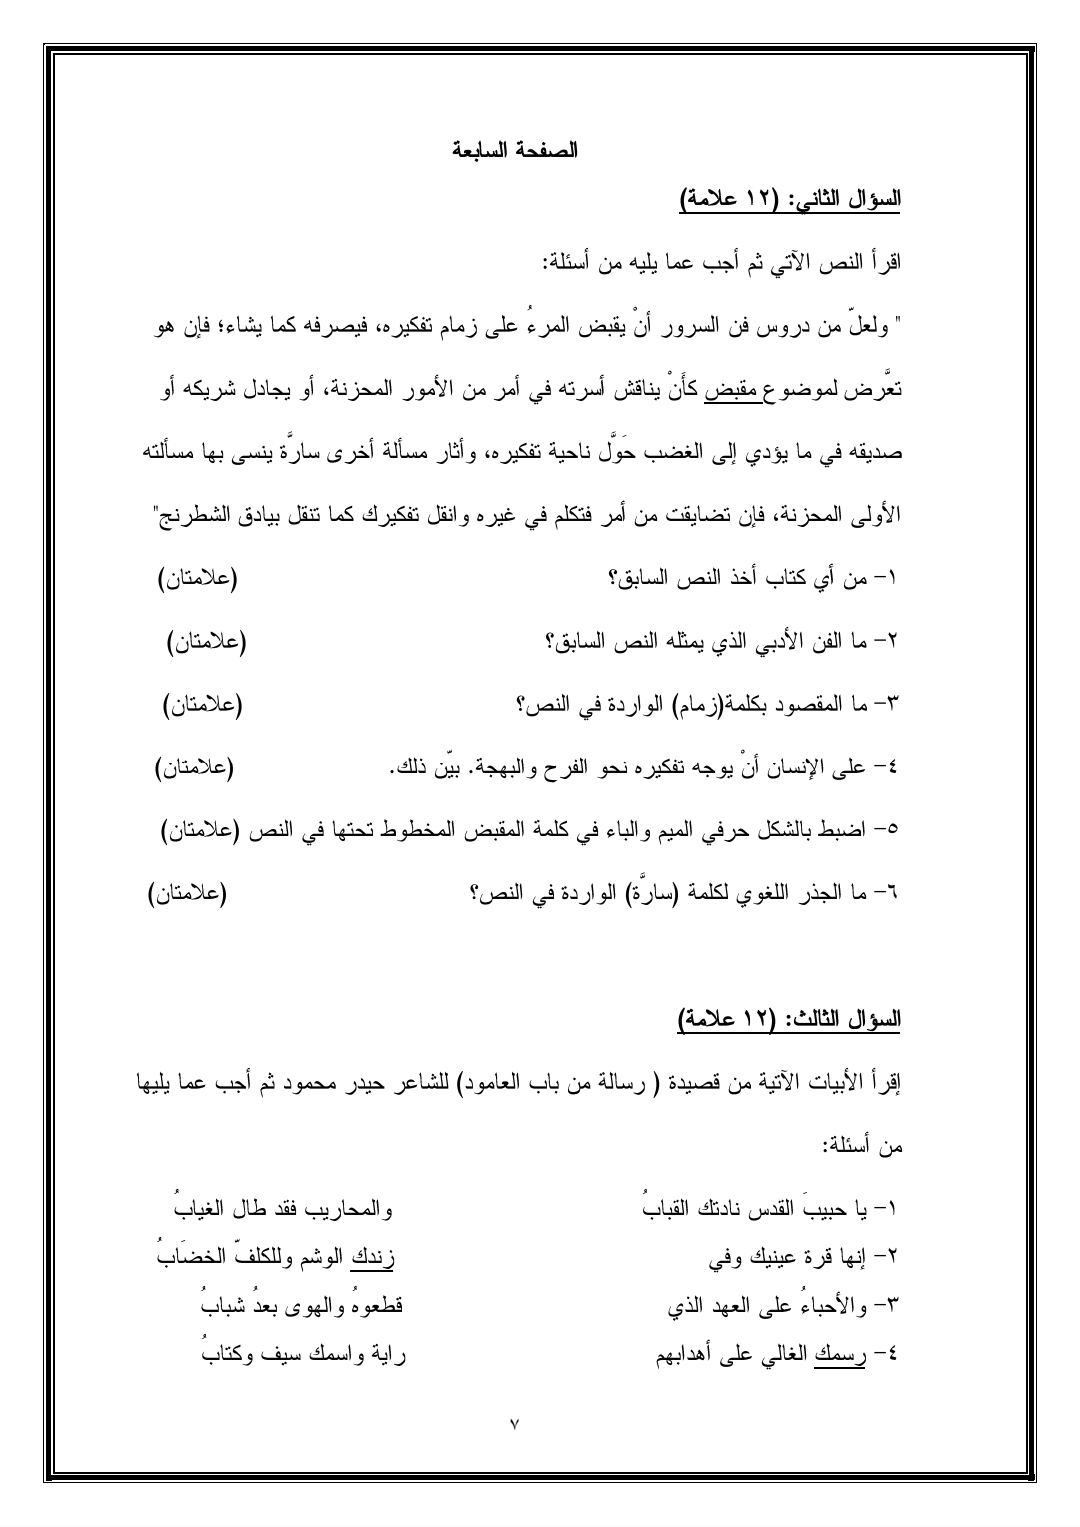 الصفحة السابعة
السؤال الثاني: (١٢ علامة)
اقرأ النص الآتي ثم أجب عما يليه من أسئلة:
" ولعلّ من دروس فن السرور أنْ يقبض المرءُ على زمام تفكيره، فيصرفه كما يشاء؛ فإن هو
تعَّرض لموضوع مقبض كأَنْ يناقش أسرته في أمر من الأمور المحزنة، أو يجادل شريكه أو
صديقه في ما يؤدي إلى الغضب حَوَّل ناحية تفكيره، وأثار مسألة أخرى سارَّة ينسى بها مسألته
الأولى المحزنة، فإن تضايقت من أمر فتكلم في غيره وانقل تفكيرك كما تنقل بيادق الشطرنج"
١- من أي كتاب أخذ النص السابق؟ (علامتان)
٢- ما الفن الأدبي الذي يمثله النص السابق؟ (علامتان)
٣- ما المقصود بكلمة(زمام) الواردة في النص؟ (علامتان)
٤- على الإنسان أنْ يوجه تفكيره نحو الفرح والبهجة. بيّن ذلك. (علامتان)
٥- اضبط بالشكل حرفي الميم والباء في كلمة المقبض المخطوط تحتها في النص (علامتان)
٦- ما الجذر اللغوي لكلمة (سارَّة) الواردة في النص؟ (علامتان)
السؤال الثالث: (١٢ علامة)
إقرأ الأبيات الآتية من قصيدة ( رسالة من باب العامود) للشاعر حيدر محمود ثم أجب عما يليها
من أسئلة:
١- يا حبيبَ القدس نادتك القبابُ والمحاريب فقد طال الغيابُ
٢- إنها قرة عينيك وفي زندك الوشم وللكلفّ الخضَابُ
٣- والأحباءُ على العهد الذي قطعوهُ والهوى بعدُ شبابُ
٤- رسمك الغالي على أهدابهم راية واسمك سيف وكتابُ
٧